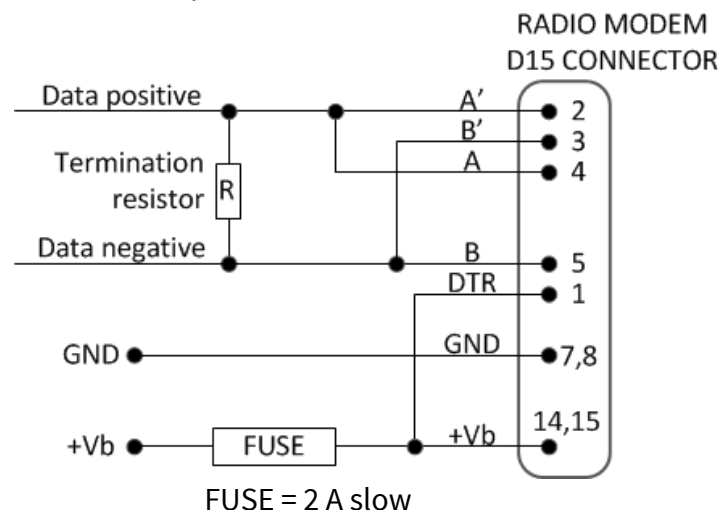 RADIO MODEM
D15 CONNECTOR
Data positive
A’
2
B’
3
Termination
resistor
R
A
4
Data negative
B
5
DTR
1
GND
GND
7,8
14,15
+Vb
FUSE
+Vb
FUSE = 2 A slow